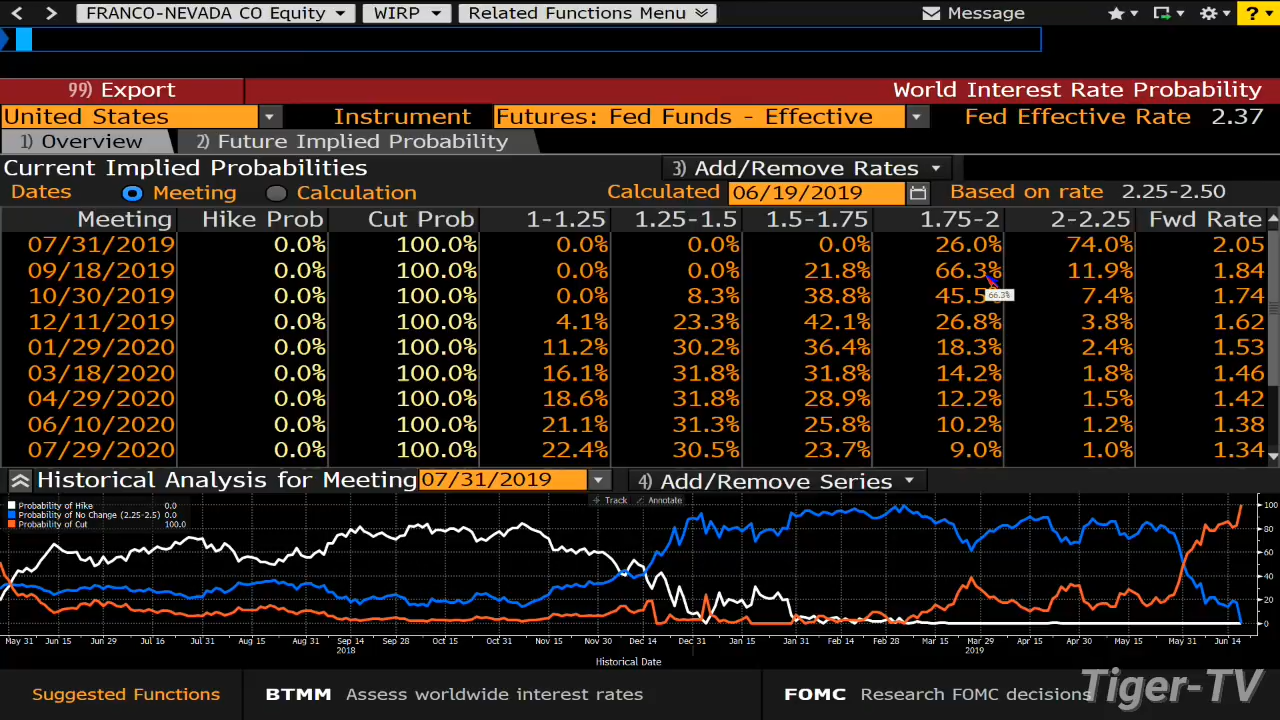 FRANCO-NEVADA CO Equity WIRP Related Functions Menu Message ?
99) Export World Interest Rate Probability
United States Instrument Futures: Fed Funds - Effective Fed Effective Rate 2.37
1) Overview 2) Future Implied Probability
Current Implied Probabilities 3) Add/Remove Rates
Dates Meeting Calculation Calculated 06/19/2019 Based on rate 2.25-2.50
Meeting Hike Prob Cut Prob 1-1.25 1.25-1.5 1.5-1.75 1.75-2 2-2.25 Fwd Rate
07/31/2019 0.0% 100.0% 0.0% 0.0% 0.0% 26.0% 74.0% 2.05
09/18/2019 0.0% 100.0% 0.0% 0.0% 21.8% 66.3% 11.9% 1.84
10/30/2019 0.0% 100.0% 0.0% 8.3% 38.8% 45.5% 7.4% 1.74
66.3%
12/11/2019 0.0% 100.0% 4.1% 23.3% 42.1% 26.8% 3.8% 1.62
01/29/2020 0.0% 100.0% 11.2% 30.2% 36.4% 18.3% 2.4% 1.53
03/18/2020 0.0% 100.0% 16.1% 31.8% 31.8% 14.2% 1.8% 1.46
04/29/2020 0.0% 100.0% 18.6% 31.8% 28.9% 12.2% 1.5% 1.42
06/10/2020 0.0% 100.0% 21.1% 31.3% 25.8% 10.2% 1.2% 1.38
07/29/2020 0.0% 100.0% 22.4% 30.5% 23.7% 9.0% 1.0% 1.34
Historical Analysis for Meeting 07/31/2019 4) Add/Remove Series
Track Annotate
Probability of Hike 0.0
Probability of No Change (2.25-2.5) 0.0
Probability of Cut 100.0
100
80
60
40
20
0
May 31 Jun 15 Jun 29 Jul 16 Jul 31 Aug 15 Aug 31 Sep 14 Sep 28 Oct 15 Oct 31 Nov 15 Nov 30 Dec 14 Dec 31 Jan 15 Jan 31 Feb 14 Feb 28 Mar 15 Mar 29 Apr 15 Apr 30 May 15 May 31 Jun 14
2018 2019
Historical Date
Suggested Functions BTMM Assess worldwide interest rates FOMC Research FOMC decisions
Tiger-TV